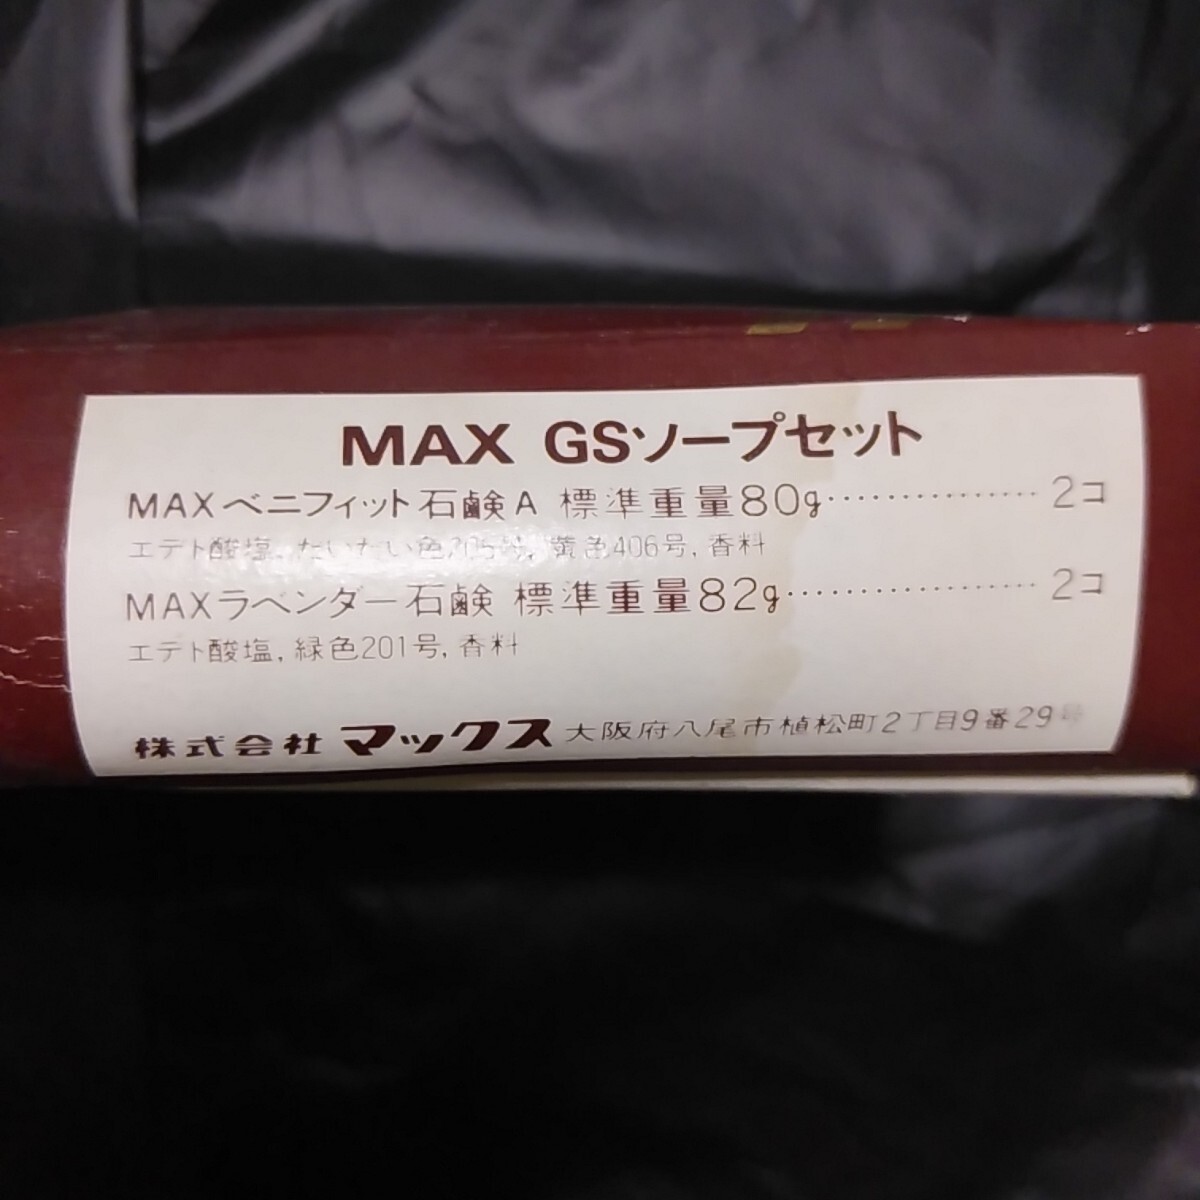 MAX GSソープセット
MAXベニフィット石鹸A 標準重量80g……………2コ
エデト酸塩, だいだい色205号, 黄色406号, 香料
MAXラベンダー石鹸 標準重量82g………………2コ
エデト酸塩, 緑色201号, 香料
株式会社マックス 大阪府八尾市植松町2丁目9番29号